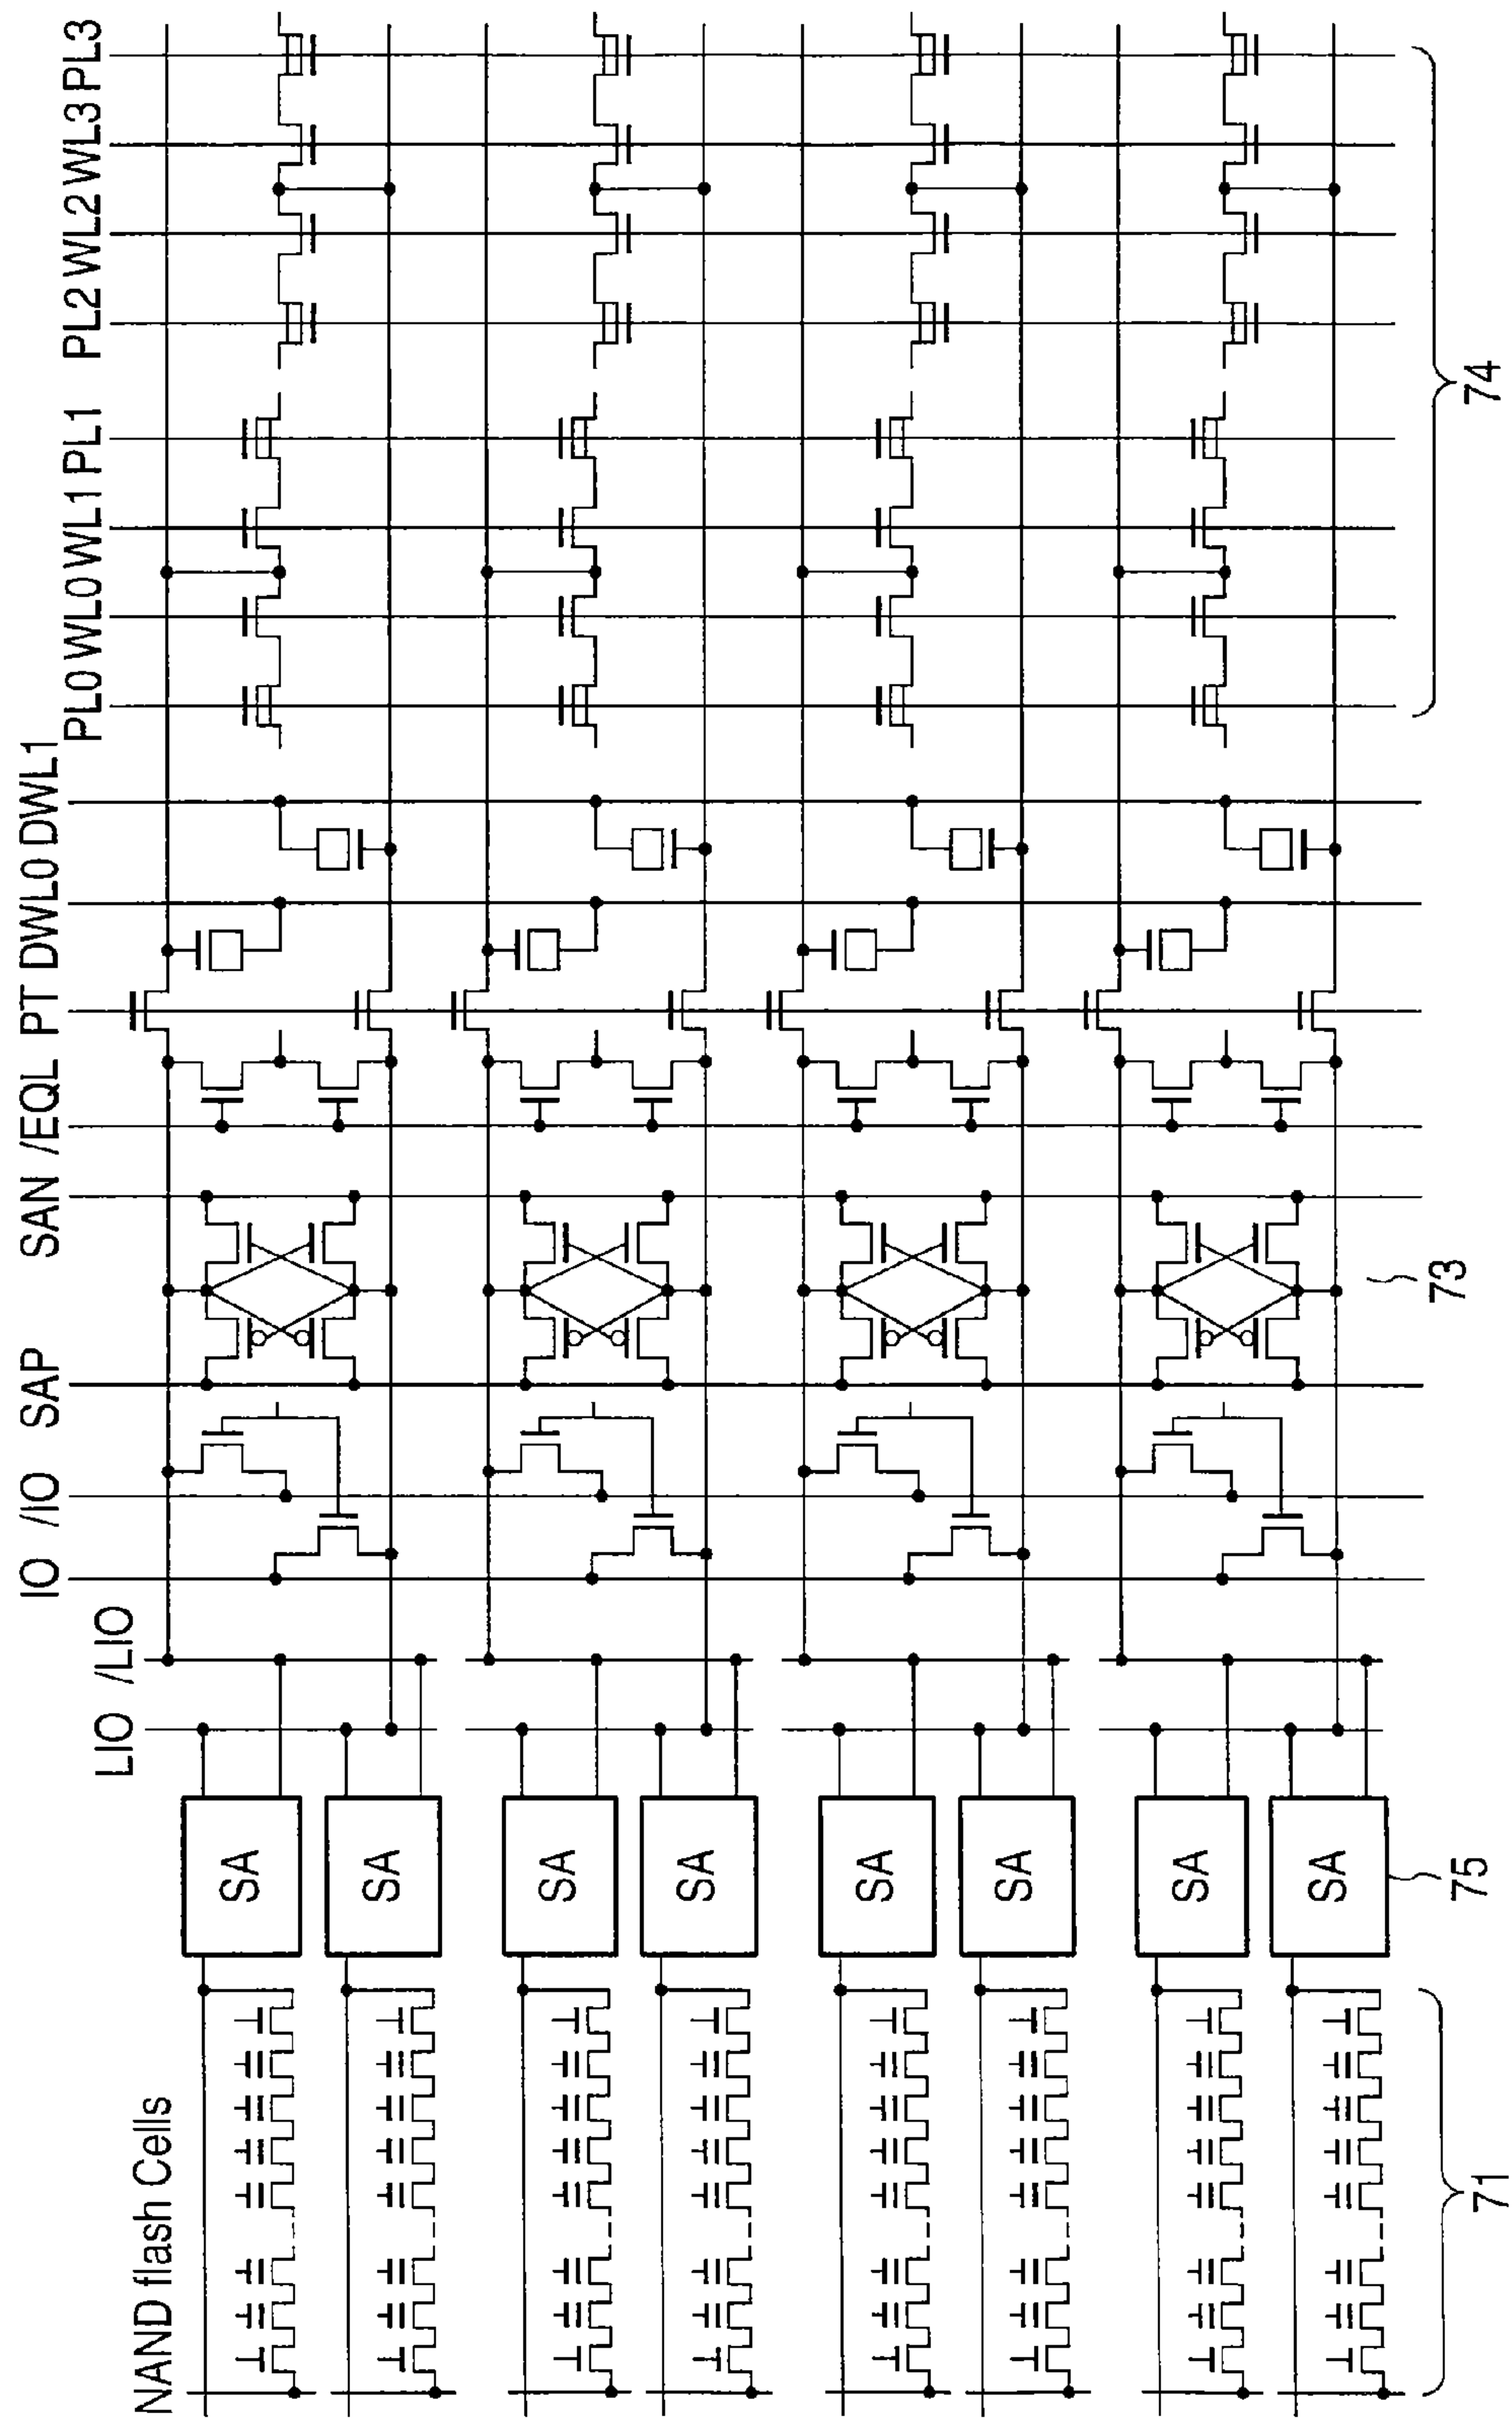 NAND flash Cells
LIO /LIO
IO /IO SAP SAN /EQL PT DWL0 DWL1
PL0 WL0 WL1 PL1 PL2 WL2 WL3 PL3
SA
SA
SA
SA
SA
SA
SA
SA
71
75
73
74